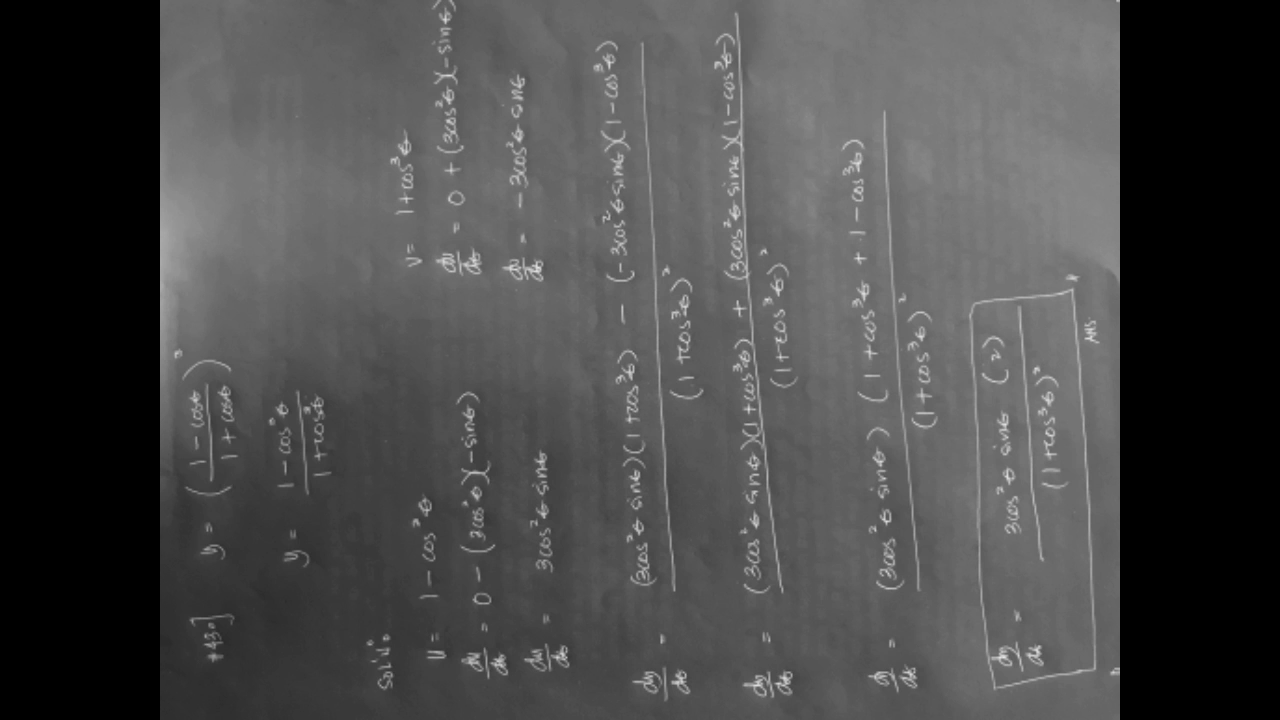 #30] y = ( (1 - cosθ) / (1 + cosθ) )³
y = (1 - cos³θ) / (1 + cos³θ)
Sol'n:
u = 1 - cos³θ v = 1 + cos³θ
du/dθ = 0 - (3cos²θ)(-sinθ) dv/dθ = 0 + (3cos²θ)(-sinθ)
du/dθ = 3cos²θ sinθ dv/dθ = -3cos²θ sinθ
dy/dθ = (3cos²θ sinθ)(1+cos³θ) - (-3cos²θ sinθ)(1-cos³θ) / (1+cos³θ)²
dy/dθ = (3cos²θ sinθ)(1+cos³θ) + (3cos²θ sinθ)(1-cos³θ) / (1+cos³θ)²
dy/dθ = (3cos²θ sinθ) (1+cos³θ + 1-cos³θ) / (1+cos³θ)²
dy/dθ = 3cos²θ sinθ (2) / (1+cos³θ)²
ANS.